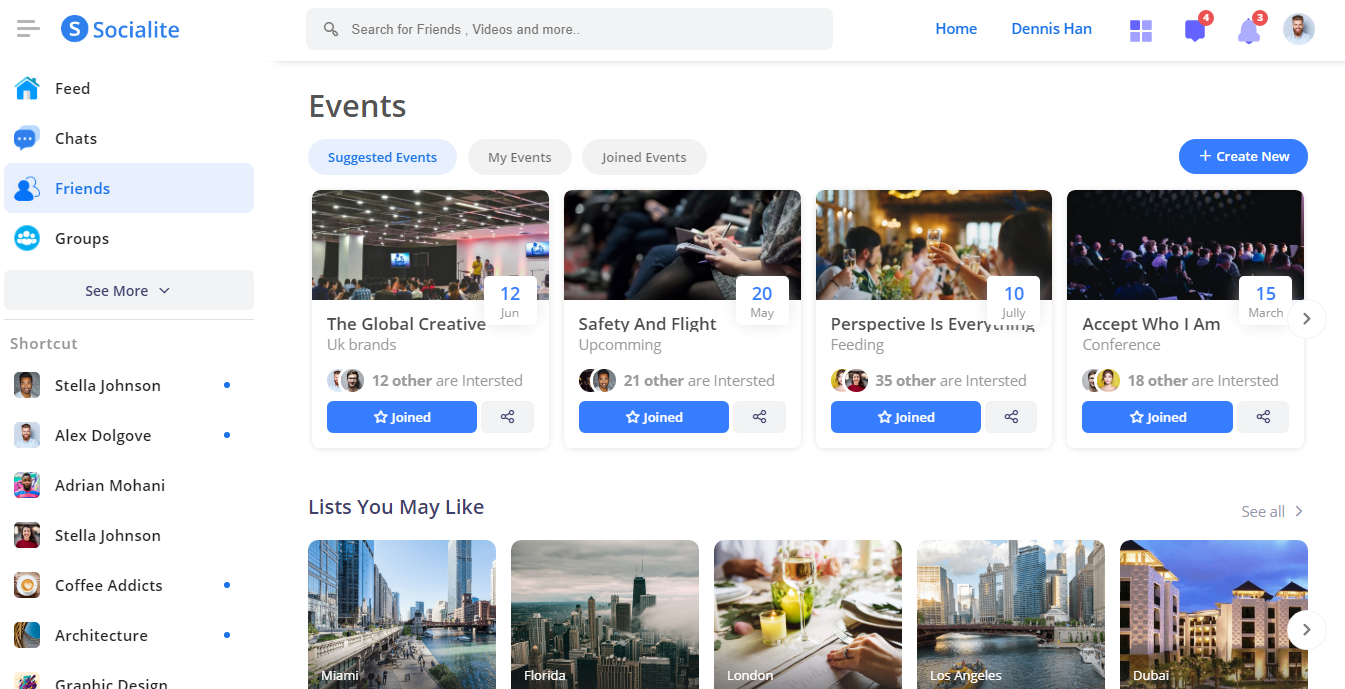 S Socialite
Search for Friends , Videos and more..
Home
Dennis Han
4
3
Feed
Chats
Friends
Groups
See More
Shortcut
Stella Johnson
Alex Dolgove
Adrian Mohani
Stella Johnson
Coffee Addicts
Architecture
Graphic Design
Events
Suggested Events
My Events
Joined Events
+ Create New
12
Jun
The Global Creative
Uk brands
12 other are Intersted
Joined
20
May
Safety And Flight
Upcomming
21 other are Intersted
Joined
10
Jully
Perspective Is Everything
Feeding
35 other are Intersted
Joined
15
March
Accept Who I Am
Conference
18 other are Intersted
Joined
Lists You May Like
See all
Miami
Florida
London
Los Angeles
Dubai